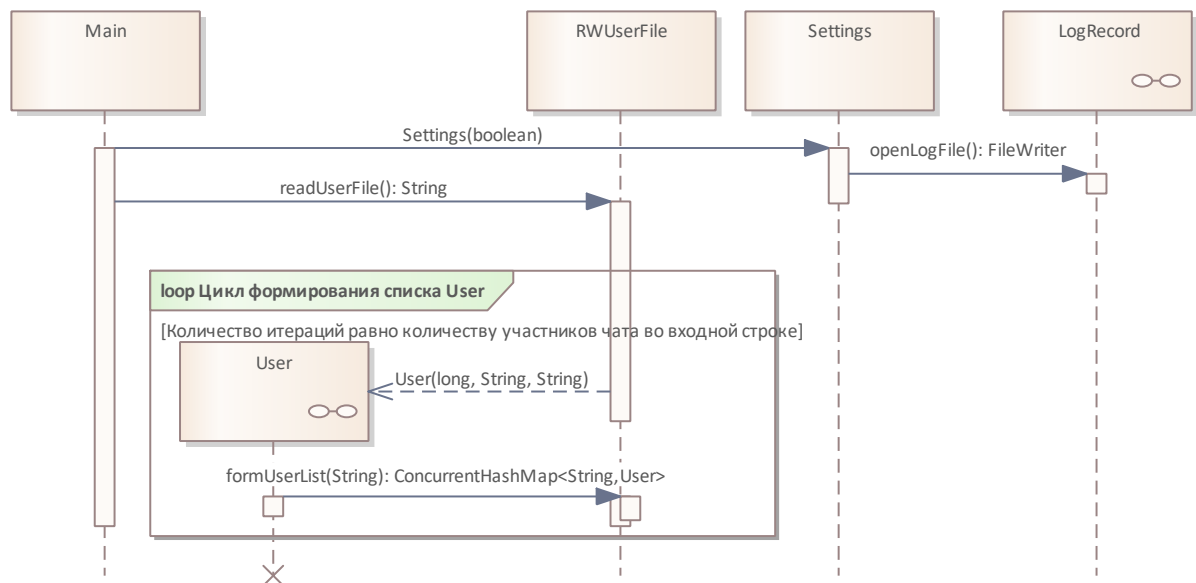 Main
RWUserFile
Settings
LogRecord
Settings(boolean)
openLogFile(): FileWriter
readUserFile(): String
loop Цикл формирования списка User
[Количество итераций равно количеству участников чата во входной строке]
User
User(long, String, String)
formUserList(String): ConcurrentHashMap<String,User>